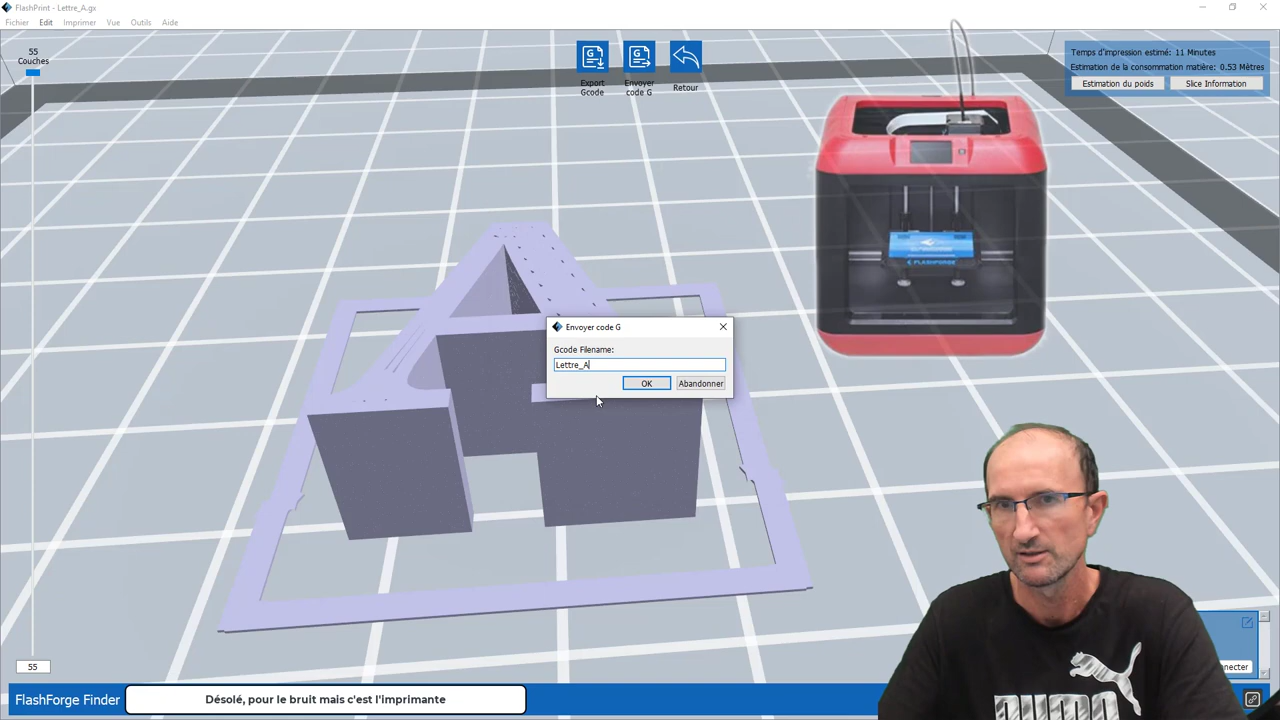 FlashPrint - Lettre_A.gx
Fichier Edit Imprimer Vue Outils Aide
55
Couches
Export
Gcode
Envoyer
code G
Retour
Temps d'impression estimé: 11 Minutes
Estimation de la consommation matière: 0.53 Mètres
Estimation du poids
Slice Information
FLASHFORGE
Envoyer code G
Gcode Filename:
Lettre_A
OK
Abandonner
55
necter
PUMA
FlashForge Finder
Désolé, pour le bruit mais c'est l'imprimante